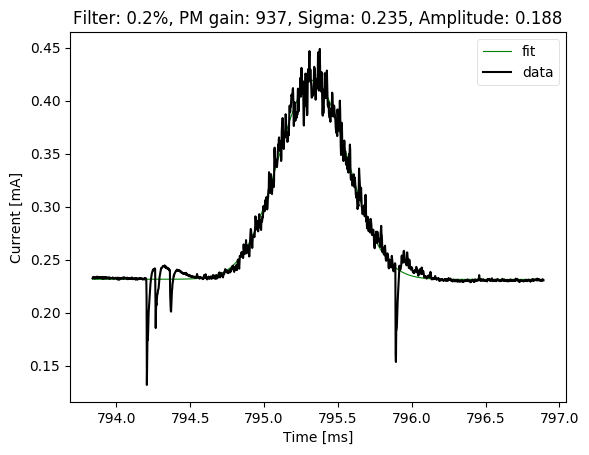 Filter: 0.2%, PM gain: 937, Sigma: 0.235, Amplitude: 0.188
fit
data
0.45
0.40
0.35
0.30
0.25
0.20
0.15
Current [mA]
794.0 794.5 795.0 795.5 796.0 796.5 797.0
Time [ms]